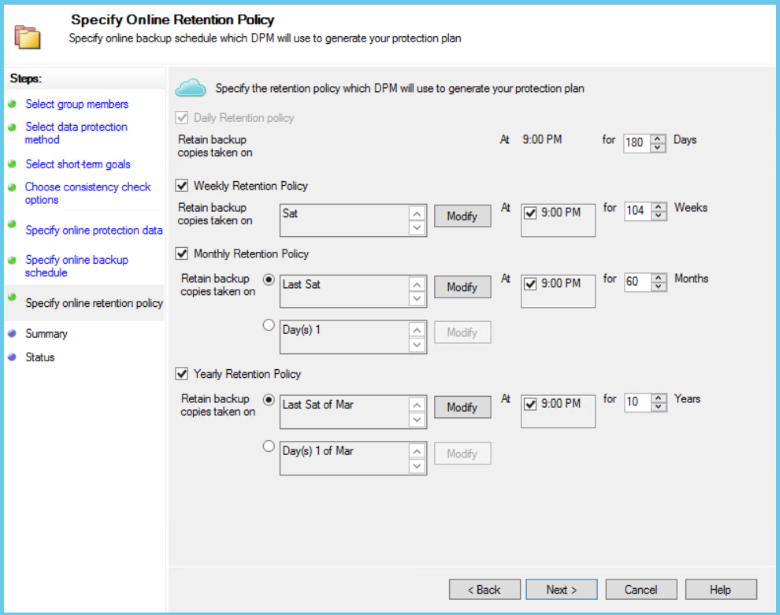 Specify Online Retention Policy
Specify online backup schedule which DPM will use to generate your protection plan
Steps:
Select group members
Select data protection
method
Select short-term goals
Choose consistency check
options
Specify online protection data
Specify online backup
schedule
Specify online retention policy
Summary
Status
Specify the retention policy which DPM will use to generate your protection plan
Daily Retention policy
Retain backup
copies taken on
At 9:00 PM for 180 Days
Weekly Retention Policy
Retain backup
copies taken on
Sat Modify At 9:00 PM for 104 Weeks
Monthly Retention Policy
Retain backup
copies taken on
Last Sat Modify At 9:00 PM for 60 Months
Day(s) 1 Modify
Yearly Retention Policy
Retain backup
copies taken on
Last Sat of Mar Modify At 9:00 PM for 10 Years
Day(s) 1 of Mar Modify
< Back Next > Cancel Help